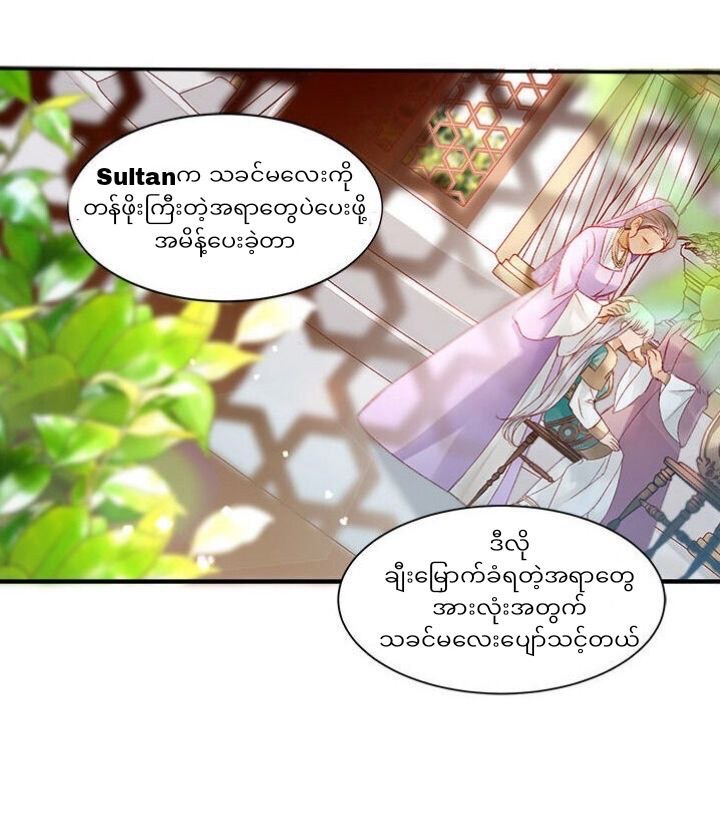 Sultanက သခင်မလေးကို
တန်ဖိုးကြီးတဲ့အရာတွေပဲပေးဖို့
အမိန့်ပေးခဲ့တာ
ဒီလို
ချီးမြှောက်ခံရတဲ့အရာတွေ
အားလုံးအတွက်
သခင်မလေးပျော်သင့်တယ်